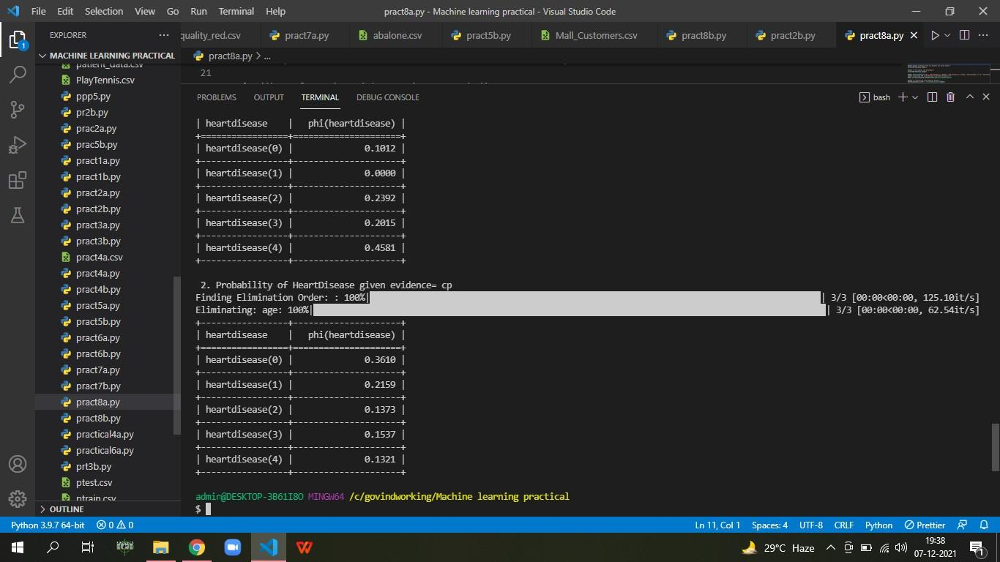 File Edit Selection View Go Run Terminal Help pract8a.py - Machine learning practical - Visual Studio Code
EXPLORER ... quality_red.csv pract7a.py abalone.csv pract5b.py Mall_Customers.csv pract8b.py pract2b.py pract8a.py
MACHINE LEARNING PRACTICAL
pract8a.py > ...
patient_data.csv
PlayTennis.csv
ppp5.py
pr2b.py
prac2a.py
prac5b.py
pract1a.py
pract1b.py
pract2a.py
pract2b.py
pract3a.py
pract3b.py
pract4a.csv
pract4a.py
pract4b.py
pract5a.py
pract5b.py
pract6a.py
pract6b.py
pract7a.py
pract7b.py
pract8a.py
pract8b.py
practical4a.py
practical6a.py
prt3b.py
ptest.csv
ptrain.csv
OUTLINE
1
21
PROBLEMS OUTPUT TERMINAL DEBUG CONSOLE bash
| heartdisease    |   phi(heartdisease) |
+=================+=====================+
| heartdisease(0) |              0.1012 |
+-----------------+---------------------+
| heartdisease(1) |              0.0000 |
+-----------------+---------------------+
| heartdisease(2) |              0.2392 |
+-----------------+---------------------+
| heartdisease(3) |              0.2015 |
+-----------------+---------------------+
| heartdisease(4) |              0.4581 |
+-----------------+---------------------+
2. Probability of HeartDisease given evidence= cp
Finding Elimination Order: : 100%| | 3/3 [00:00<00:00, 125.10it/s]
Eliminating: age: 100%| | 3/3 [00:00<00:00, 62.54it/s]
+-----------------+---------------------+
| heartdisease    |   phi(heartdisease) |
+=================+=====================+
| heartdisease(0) |              0.3610 |
+-----------------+---------------------+
| heartdisease(1) |              0.2159 |
+-----------------+---------------------+
| heartdisease(2) |              0.1373 |
+-----------------+---------------------+
| heartdisease(3) |              0.1537 |
+-----------------+---------------------+
| heartdisease(4) |              0.1321 |
+-----------------+---------------------+
admin@DESKTOP-3B61I8O MINGW64 /c/govindworking/Machine learning practical
$
Python 3.9.7 64-bit 0 0 Ln 11, Col 1 Spaces: 4 UTF-8 CRLF Python Prettier
29°C Haze 19:38
07-12-2021 1